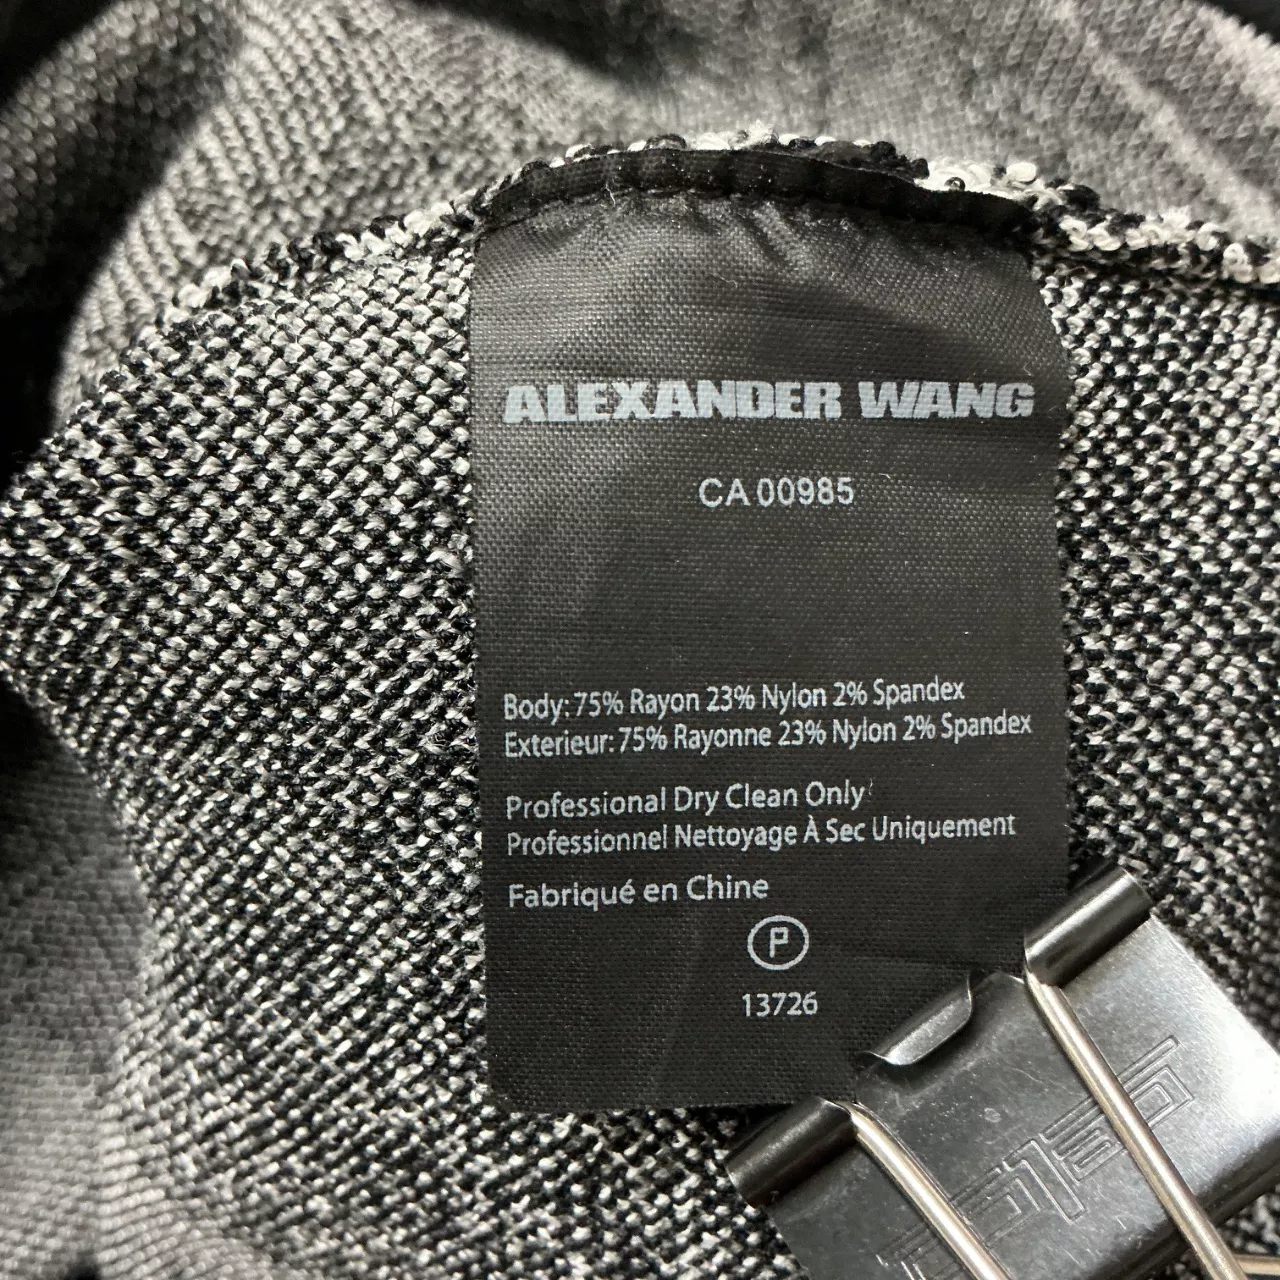 ALEXANDER WANG
CA 00985
Body: 75% Rayon 23% Nylon 2% Spandex
Exterieur: 75% Rayonne 23% Nylon 2% Spandex
Professional Dry Clean Only
Professionnel Nettoyage À Sec Uniquement
Fabriqué en Chine
P
13726